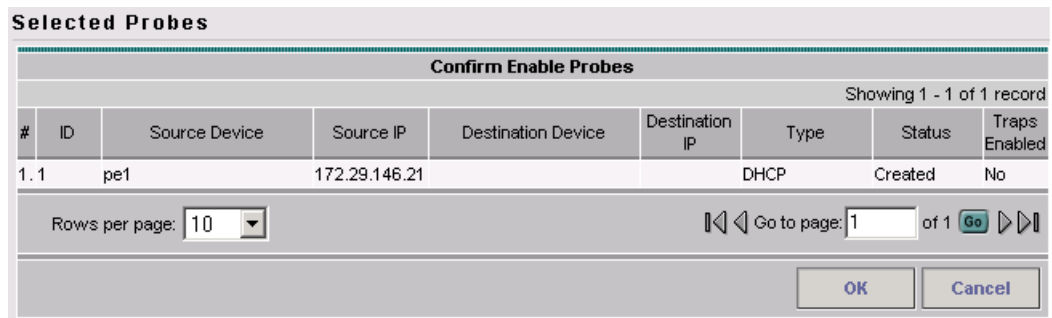 Selected Probes
Confirm Enable Probes
Showing 1 - 1 of 1 record
# ID Source Device Source IP Destination Device Destination IP Type Status Traps Enabled
1. 1 pe1 172.29.146.21 DHCP Created No
Rows per page: 10 Go to page: 1 of 1 Go
OK Cancel